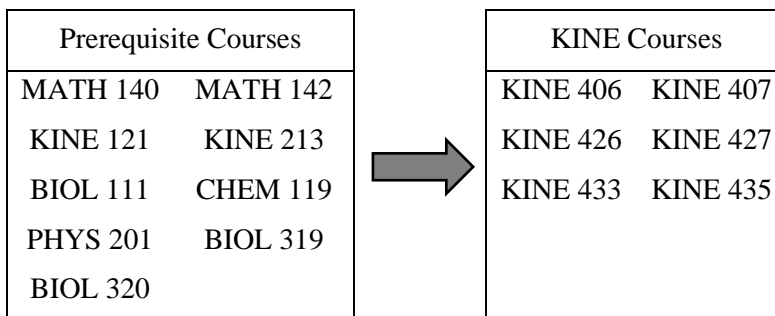 Prerequisite Courses
MATH 140 MATH 142
KINE 121 KINE 213
BIOL 111 CHEM 119
PHYS 201 BIOL 319
BIOL 320
KINE Courses
KINE 406 KINE 407
KINE 426 KINE 427
KINE 433 KINE 435